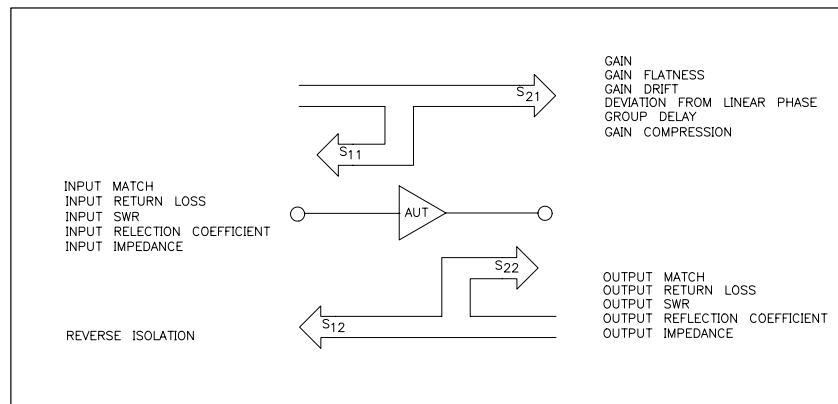 GAIN
GAIN FLATNESS
GAIN DRIFT
DEVIATION FROM LINEAR PHASE
GROUP DELAY
GAIN COMPRESSION
S21
S11
INPUT MATCH
INPUT RETURN LOSS
INPUT SWR
INPUT RELECTION COEFFICIENT
INPUT IMPEDANCE
AUT
S22
OUTPUT MATCH
OUTPUT RETURN LOSS
OUTPUT SWR
OUTPUT REFLECTION COEFFICIENT
OUTPUT IMPEDANCE
S12
REVERSE ISOLATION